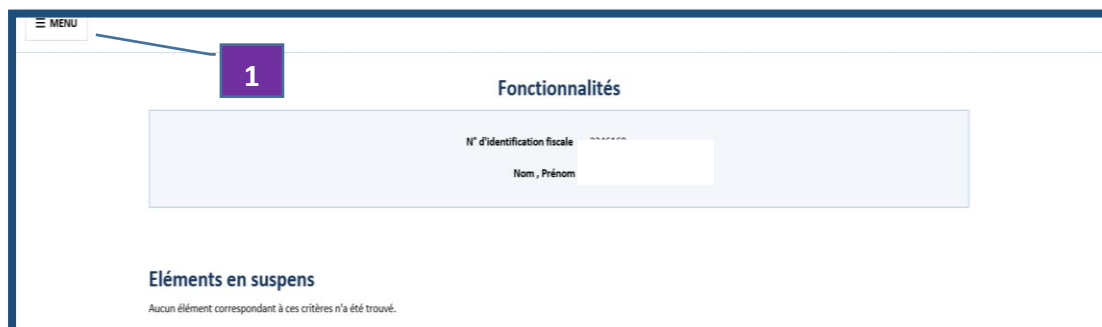 ☰ MENU
1
Fonctionnalités
N° d'identification fiscale
Nom , Prénom
Eléments en suspens
Aucun élément correspondant à ces critères n'a été trouvé.